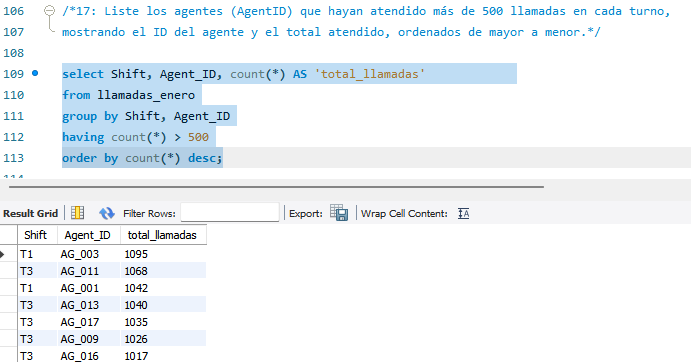 106 /*17: Liste los agentes (AgentID) que hayan atendido más de 500 llamadas en cada turno,
107 mostrando el ID del agente y el total atendido, ordenados de mayor a menor.*/
108
109 select Shift, Agent_ID, count(*) AS 'total_llamadas'
110 from llamadas_enero
111 group by Shift, Agent_ID
112 having count(*) > 500
113 order by count(*) desc;
114
Result Grid Filter Rows: Export: Wrap Cell Content: IA
Shift Agent_ID total_llamadas
T1 AG_003 1095
T3 AG_011 1068
T1 AG_001 1042
T3 AG_013 1040
T3 AG_017 1035
T3 AG_009 1026
T3 AG_016 1017